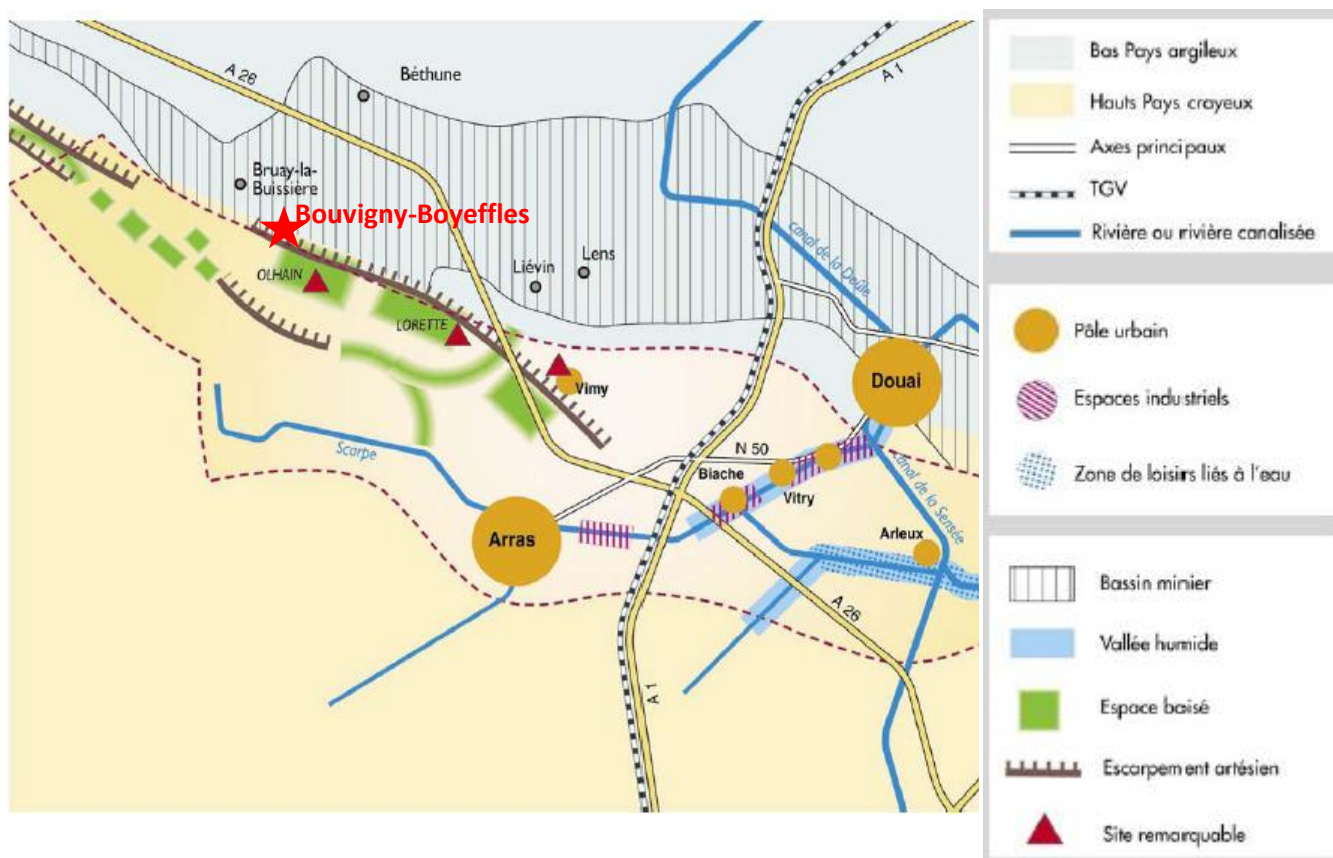 A 26
Béthune
A 1
Bruay-la-
Buissière
Bouvigny-Boyeffles
OLHAIN
Liévin
Lens
canal de la Deûle
LORETTE
Vimy
Douai
Scarpe
N 50
Biache
Vitry
canal de la Sensée
Arras
Arleux
A 26
A 1
Bas Pays argileux
Hauts Pays crayeux
Axes principaux
TGV
Rivière ou rivière canalisée
Pôle urbain
Espaces industriels
Zone de loisirs liés à l'eau
Bassin minier
Vallée humide
Espace boisé
Escarpement artésien
Site remarquable